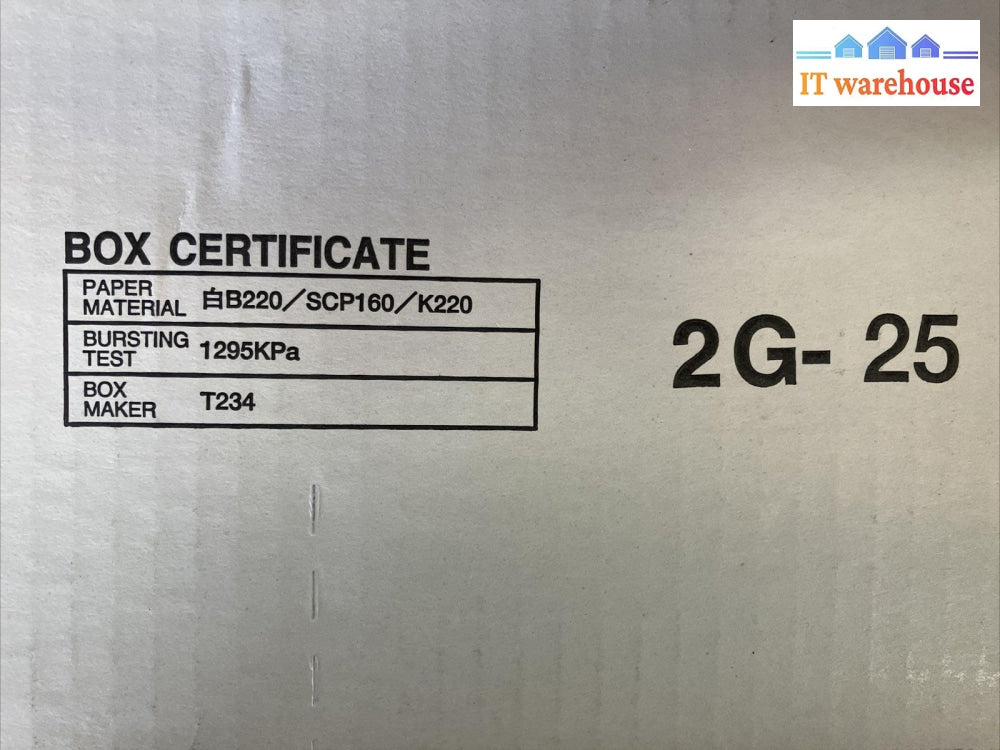 IT warehouse
BOX CERTIFICATE
PAPER
MATERIAL 白B220/SCP160/K220
BURSTING
TEST 1295KPa
BOX
MAKER T234
2G- 25